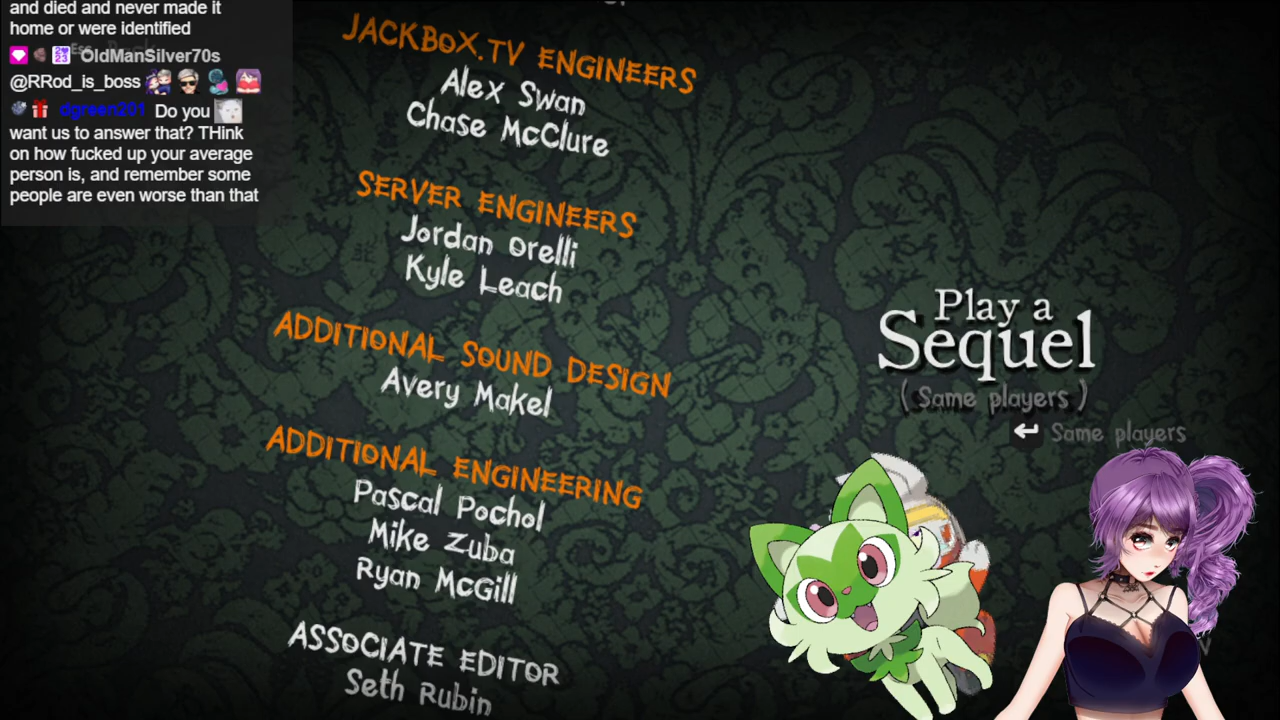 and died and never made it
home or were identified
OldManSilver70s
@RRod_is_boss
dgreen201 Do you
want us to answer that? THink
on how fucked up your average
person is, and remember some
people are even worse than that
JACKBOX.TV ENGINEERS
Alex Swan
Chase McClure
SERVER ENGINEERS
Jordan Orelli
Kyle Leach
ADDITIONAL SOUND DESIGN
Avery Makel
ADDITIONAL ENGINEERING
Pascal Pochol
Mike Zuba
Ryan McGill
ASSOCIATE EDITOR
Seth Rubin
Play a
Sequel
( Same players )
Same players